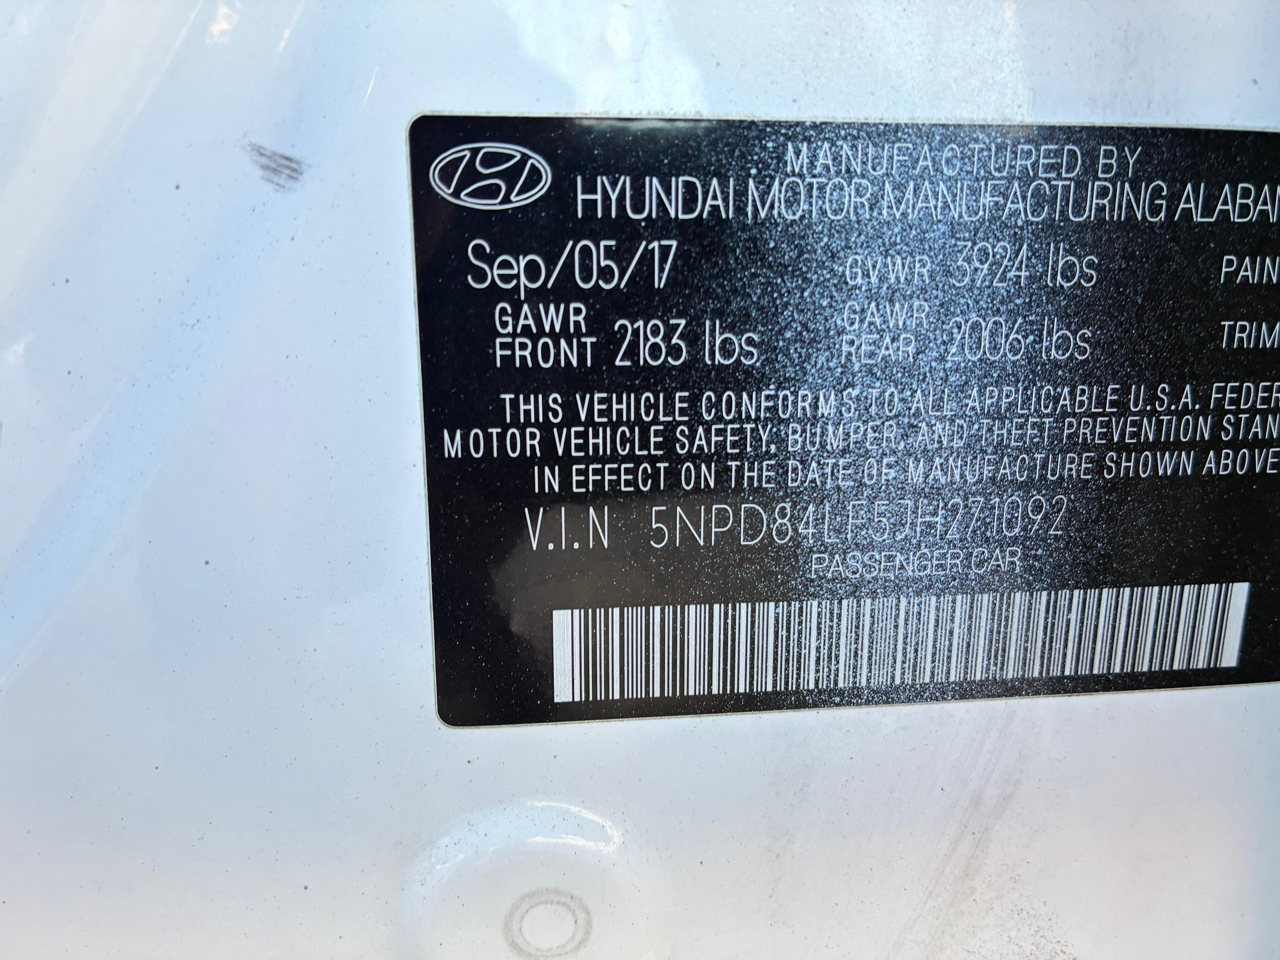 MANUFACTURED BY
HYUNDAI MOTOR MANUFACTURING ALABAM
Sep/05/17 GVWR 3924 lbs PAIN
GAWR FRONT 2183 lbs GAWR REAR 2006 lbs TRIM
THIS VEHICLE CONFORMS TO ALL APPLICABLE U.S.A. FEDER
MOTOR VEHICLE SAFETY, BUMPER, AND THEFT PREVENTION STAN
IN EFFECT ON THE DATE OF MANUFACTURE SHOWN ABOVE
V.I.N 5NPD84LF5JH271092
PASSENGER CAR